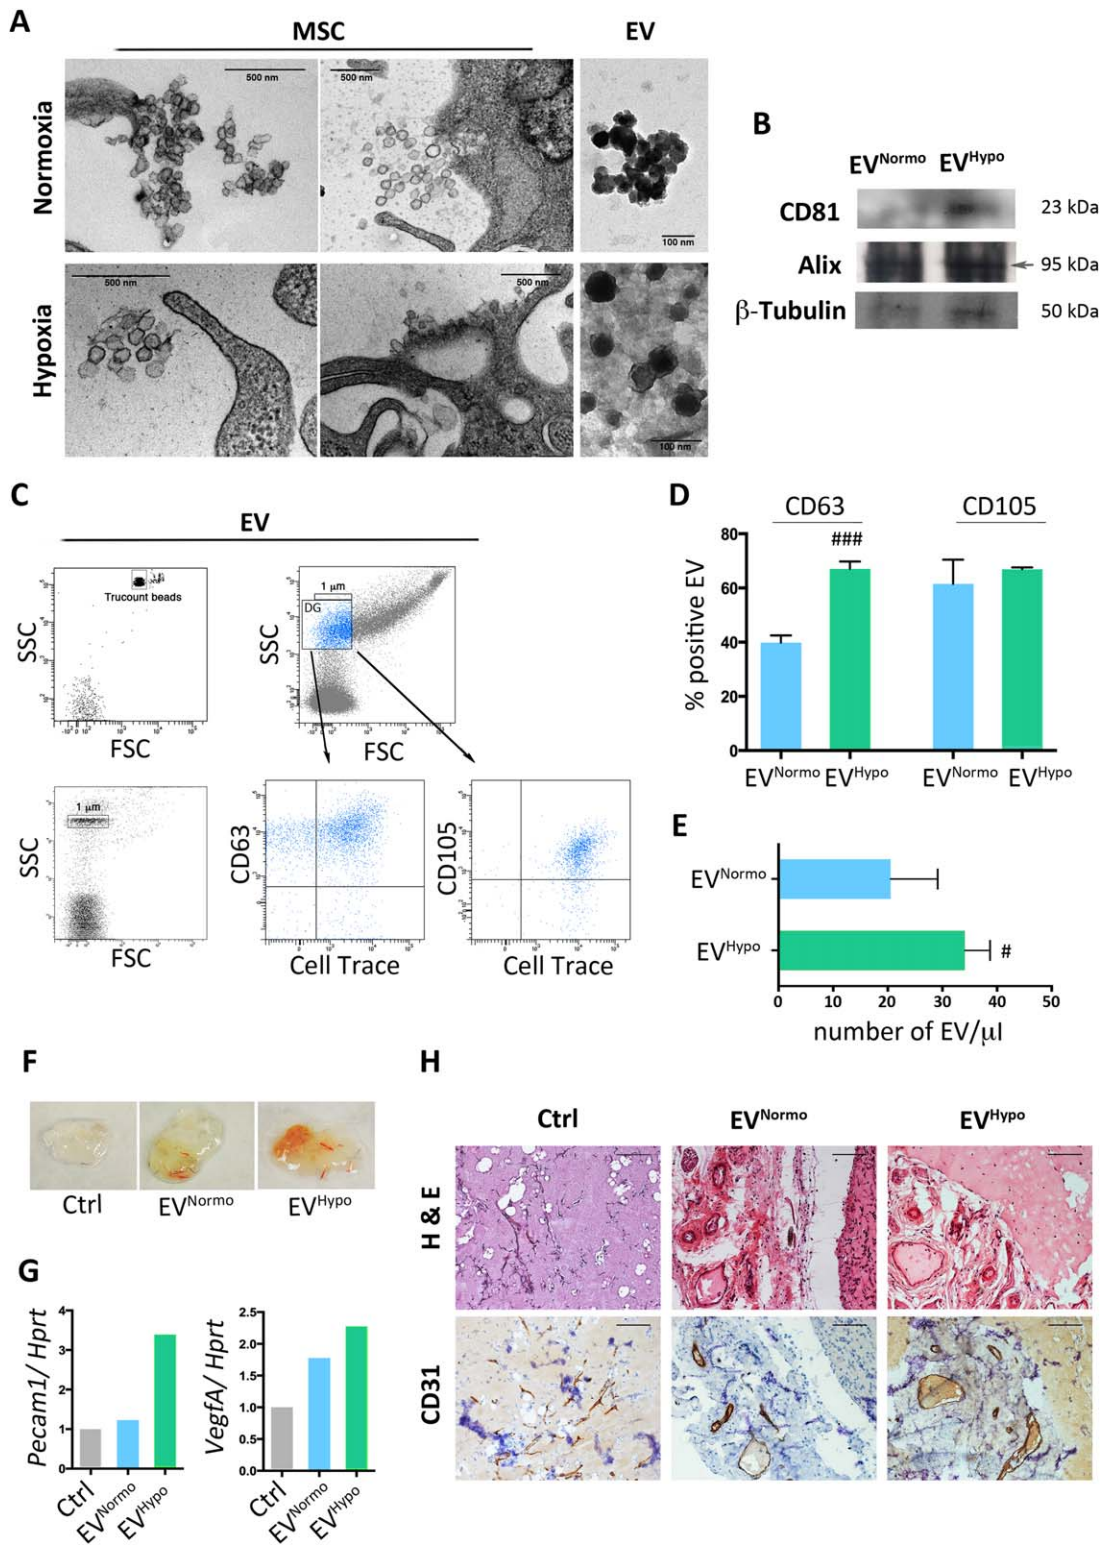 A
MSC
EV
Normoxia
500 nm
500 nm
100 nm
Hypoxia
500 nm
500 nm
100 nm
B
EVNormo
EVHypo
CD81
23 kDa
Alix
95 kDa
β-Tubulin
50 kDa
C
EV
SSC
Trucount beads
FSC
SSC
1 μm
DG
FSC
SSC
1 μm
FSC
CD63
Cell Trace
CD105
Cell Trace
D
CD63
CD105
% positive EV
80
60
40
20
0
###
EVNormo
EVHypo
EVNormo
EVHypo
E
EVNormo
EVHypo
#
0
10
20
30
40
50
number of EV/μl
F
Ctrl
EVNormo
EVHypo
G
Pecam1/ Hprt
4
3
2
1
0
Ctrl
EVNormo
EVHypo
VegfA/ Hprt
2.5
2.0
1.5
1.0
0.5
0.0
Ctrl
EVNormo
EVHypo
H
Ctrl
EVNormo
EVHypo
H & E
CD31